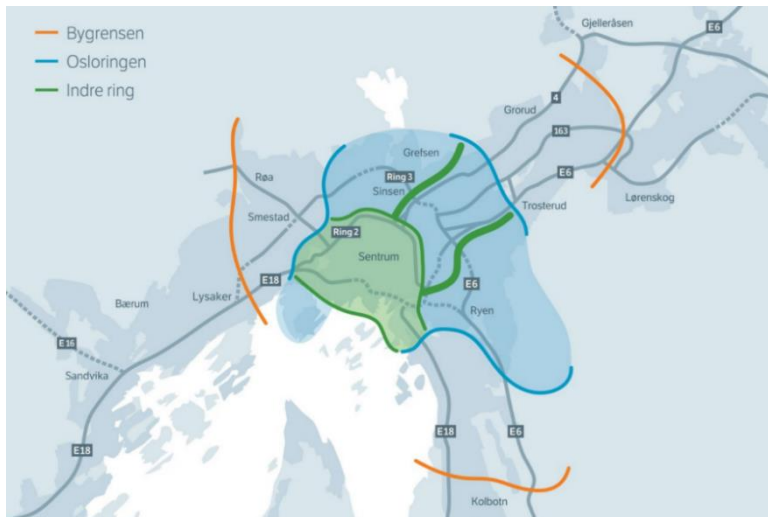 Bygrensen
Osloringen
Indre ring
Gjelleråsen
E6
4
Grorud
163
E6
Lørenskog
Trosterud
Grefsen
Ring 3
Sinsen
Røa
Smestad
Ring 2
Sentrum
E18
Lysaker
Bærum
E6
Ryen
E16
Sandvika
E18
E18
E6
Kolbotn